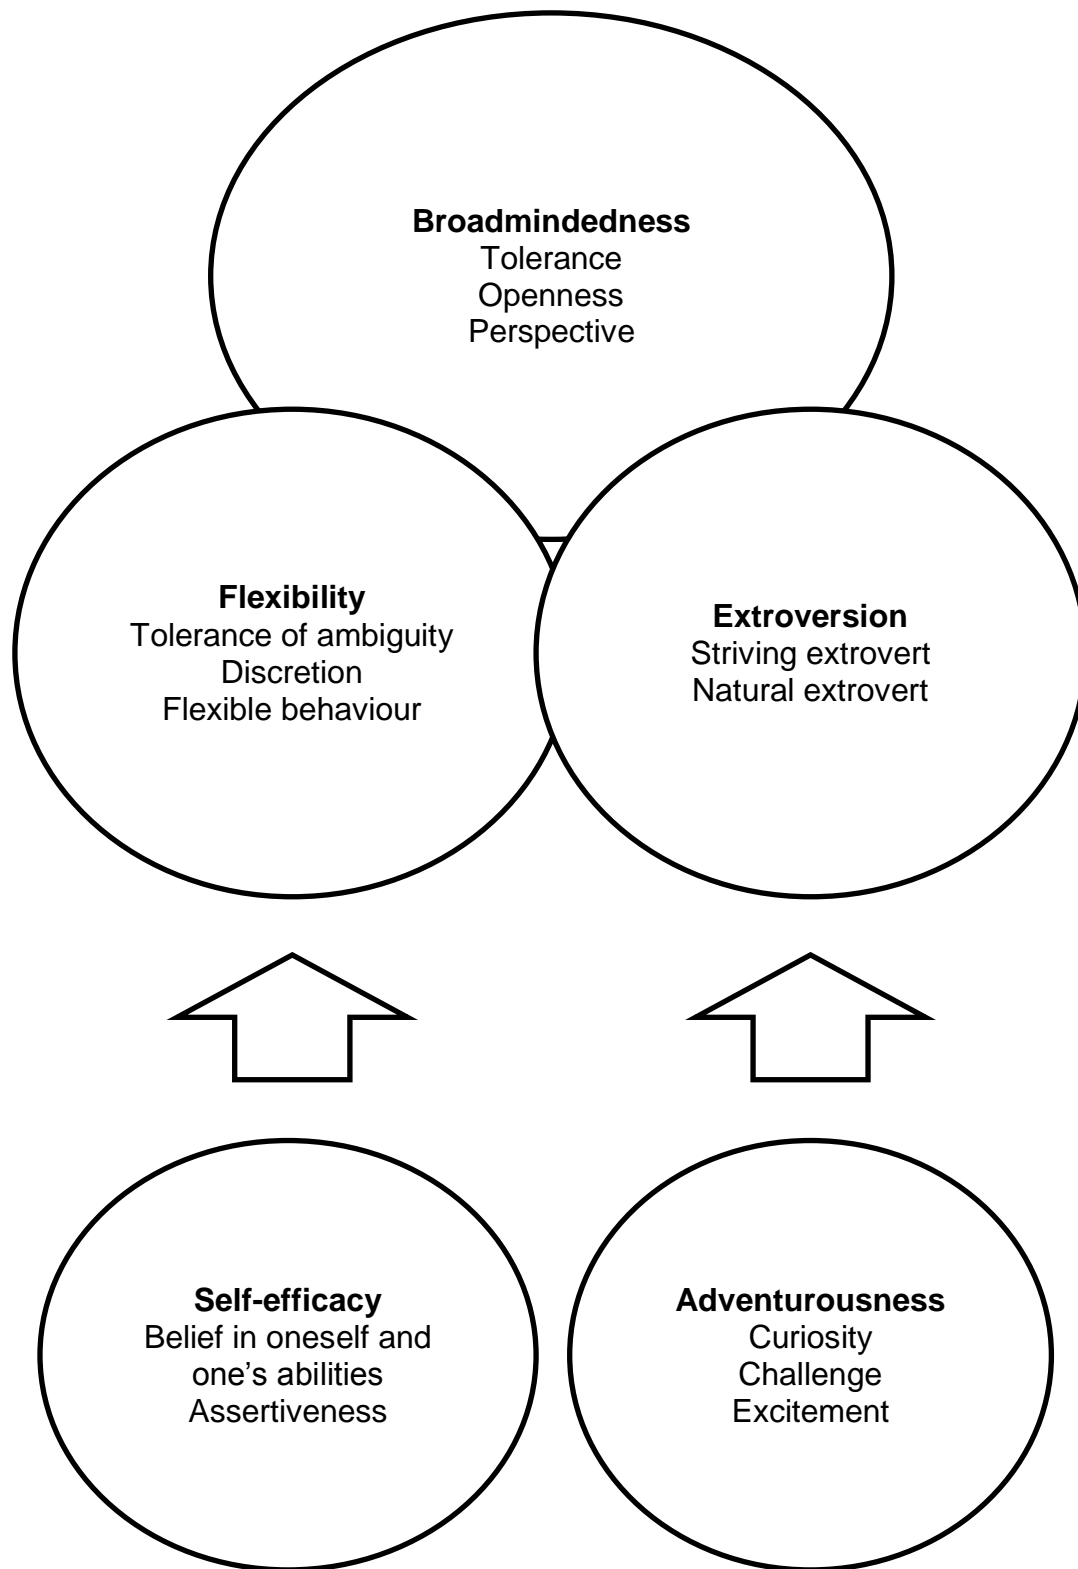 Broadmindedness
Tolerance
Openness
Perspective
Flexibility
Tolerance of ambiguity
Discretion
Flexible behaviour
Extroversion
Striving extrovert
Natural extrovert
Self-efficacy
Belief in oneself and
one’s abilities
Assertiveness
Adventurousness
Curiosity
Challenge
Excitement